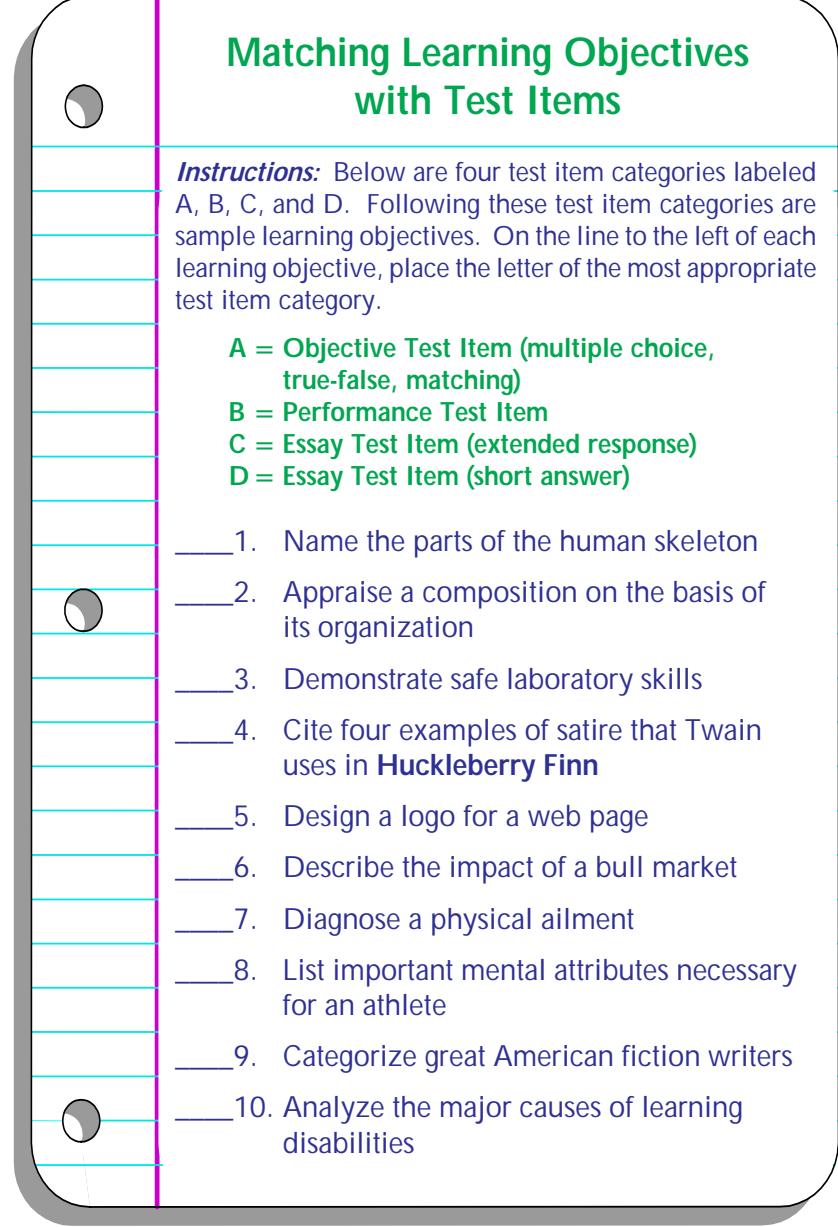 Matching Learning Objectives
with Test Items
Instructions: Below are four test item categories labeled
A, B, C, and D. Following these test item categories are
sample learning objectives. On the line to the left of each
learning objective, place the letter of the most appropriate
test item category.
A = Objective Test Item (multiple choice,
true-false, matching)
B = Performance Test Item
C = Essay Test Item (extended response)
D = Essay Test Item (short answer)
____1. Name the parts of the human skeleton
____2. Appraise a composition on the basis of
its organization
____3. Demonstrate safe laboratory skills
____4. Cite four examples of satire that Twain
uses in Huckleberry Finn
____5. Design a logo for a web page
____6. Describe the impact of a bull market
____7. Diagnose a physical ailment
____8. List important mental attributes necessary
for an athlete
____9. Categorize great American fiction writers
____10. Analyze the major causes of learning
disabilities